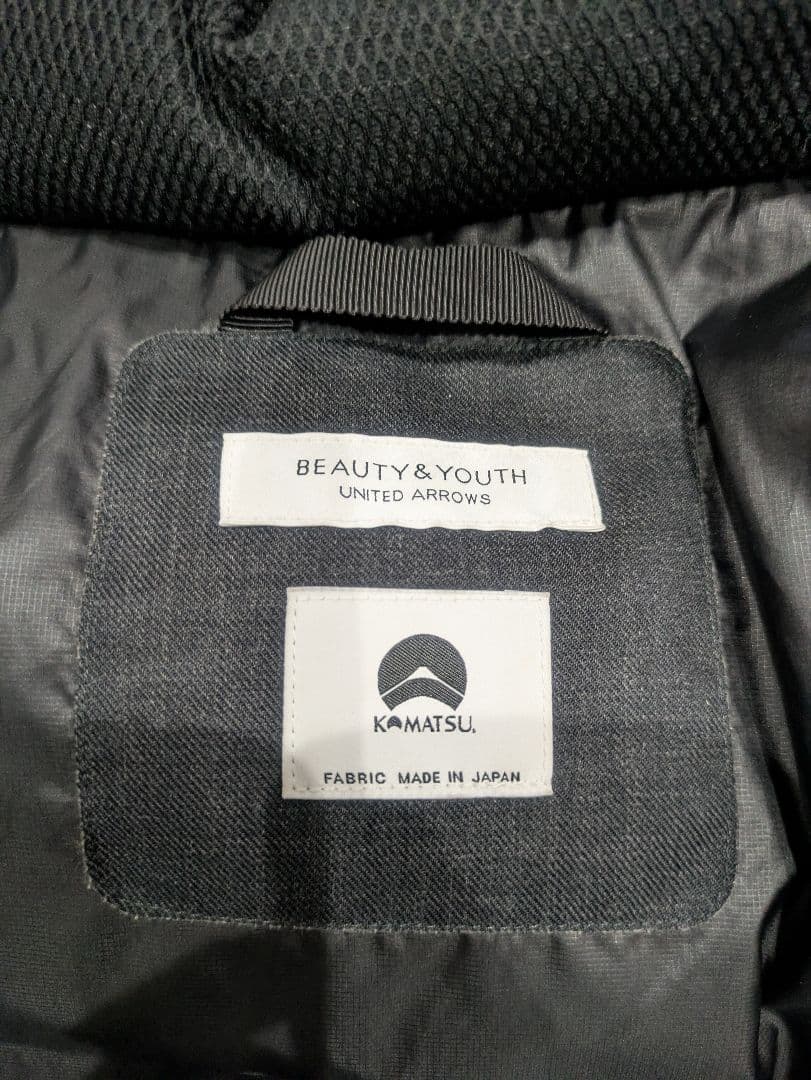 BEAUTY&YOUTH
UNITED ARROWS
KOMATSU.
FABRIC MADE IN JAPAN